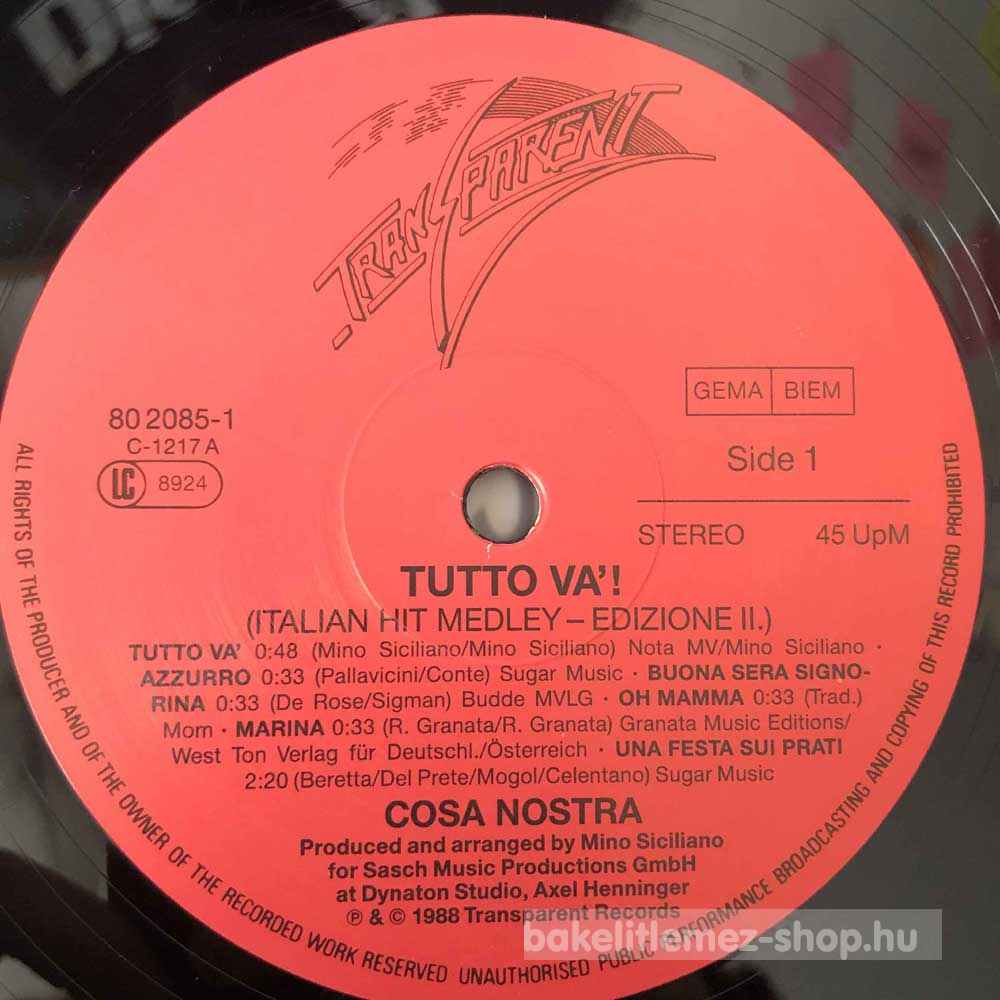 TRANSPARENT
80 2085-1
C-1217 A
LC 8924
GEMA BIEM
Side 1
STEREO 45 UpM
TUTTO VA'!
(ITALIAN HIT MEDLEY – EDIZIONE II.)
TUTTO VA' 0:48 (Mino Siciliano/Mino Siciliano) Nota MV/Mino Siciliano ·
AZZURRO 0:33 (Pallavicini/Conte) Sugar Music · BUONA SERA SIGNO-
RINA 0:33 (De Rose/Sigman) Budde MVLG · OH MAMMA 0:33 (Trad.)
Mom · MARINA 0:33 (R. Granata/R. Granata) Granata Music Editions/
West Ton Verlag für Deutschl./Österreich · UNA FESTA SUI PRATI
2:20 (Beretta/Del Prete/Mogol/Celentano) Sugar Music
COSA NOSTRA
Produced and arranged by Mino Siciliano
for Sasch Music Productions GmbH
at Dynaton Studio, Axel Henninger
Ⓟ & © 1988 Transparent Records
ALL RIGHTS OF THE PRODUCER AND OF THE OWNER OF THE RECORDED WORK RESERVED UNAUTHORISED PUBLIC PERFORMANCE BROADCASTING AND COPYING OF THIS RECORD PROHIBITED
bakelitlemez-shop.hu